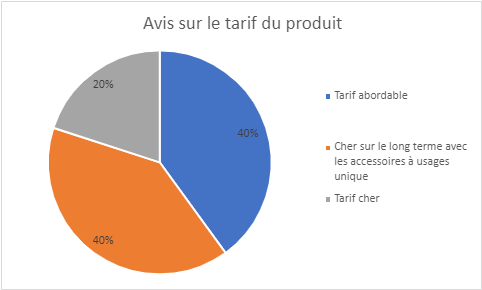 Avis sur le tarif du produit
20%
40%
40%
Tarif abordable
Cher sur le long terme avec
les accessoires à usages
unique
Tarif cher